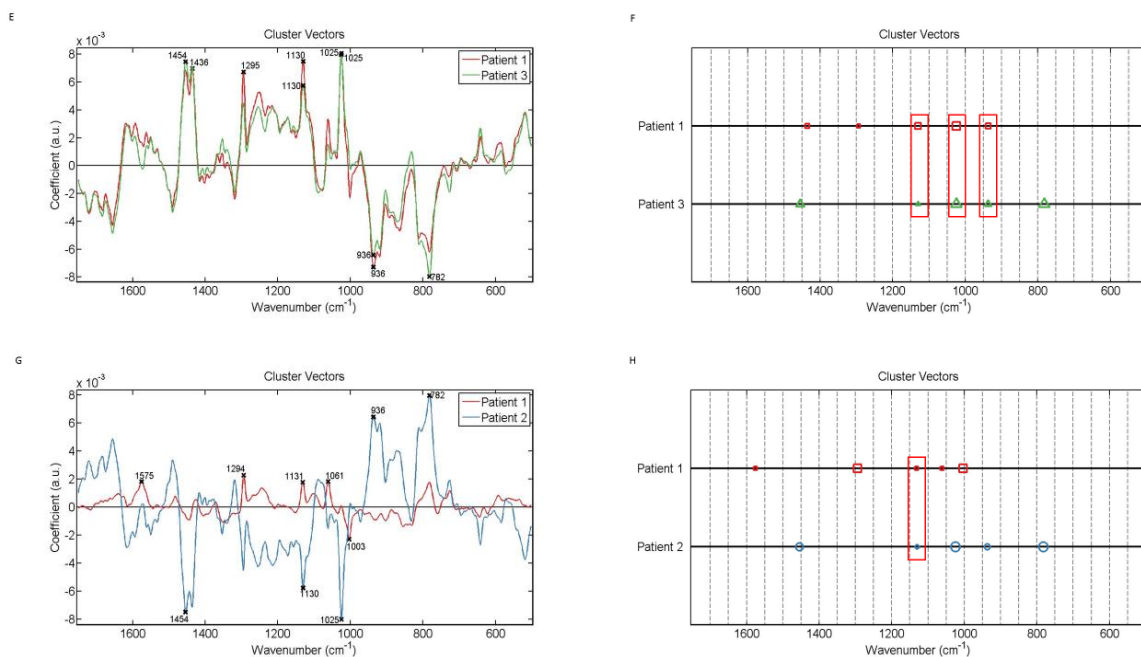 E
Cluster Vectors
x 10⁻³
8
6
4
2
0
-2
-4
-6
-8
Coefficient (a.u.)
1454
1436
1295
1130
1130
1025
1025
936
936
782
Patient 1
Patient 3
1600 1400 1200 1000 800 600
Wavenumber (cm⁻¹)
F
Cluster Vectors
Patient 1
Patient 3
1600 1400 1200 1000 800 600
Wavenumber (cm⁻¹)
G
Cluster Vectors
x 10⁻³
8
6
4
2
0
-2
-4
-6
-8
Coefficient (a.u.)
1575
1454
1294
1131
1130
1061
1025
1003
936
782
Patient 1
Patient 2
1600 1400 1200 1000 800 600
Wavenumber (cm⁻¹)
H
Cluster Vectors
Patient 1
Patient 2
1600 1400 1200 1000 800 600
Wavenumber (cm⁻¹)